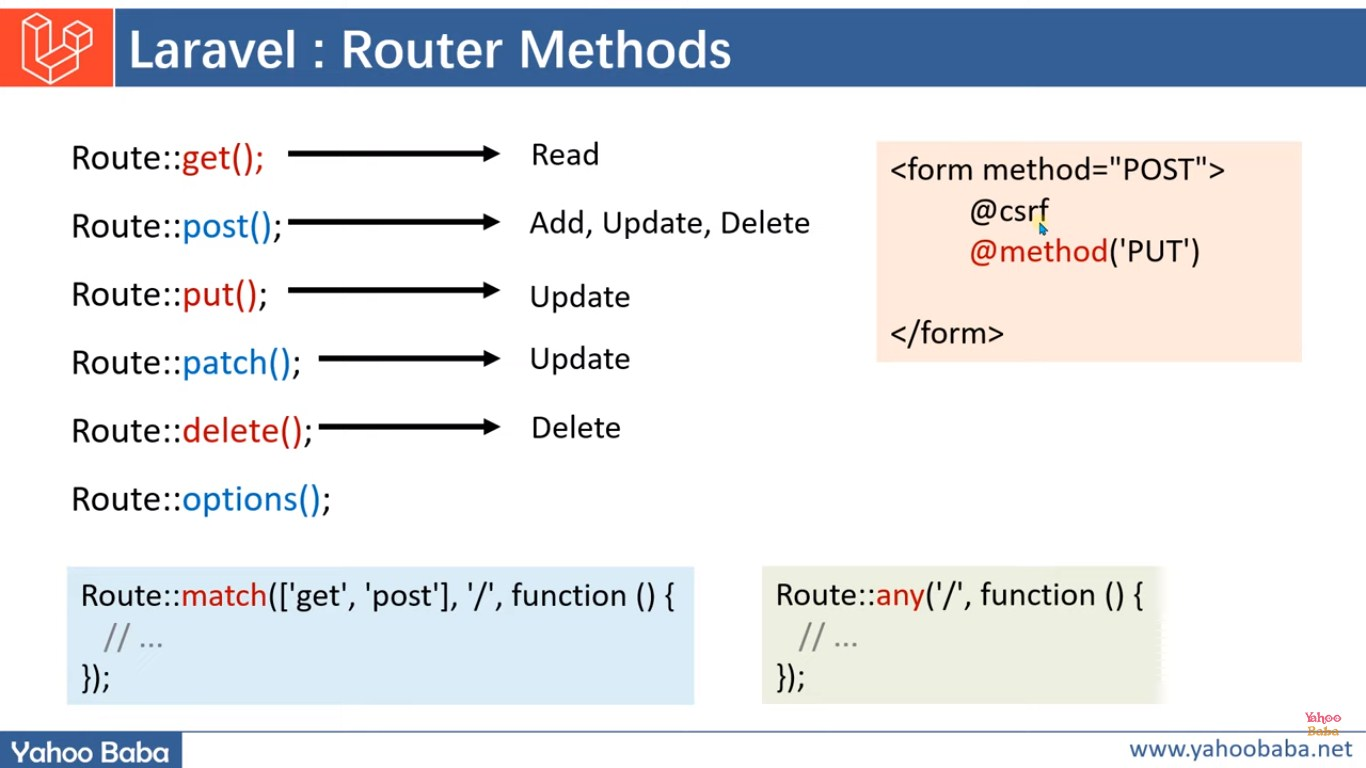 Laravel : Router Methods
Route::get(); Read
Route::post(); Add, Update, Delete
Route::put(); Update
Route::patch(); Update
Route::delete(); Delete
Route::options();
<form method="POST">
@csrf
@method('PUT')
</form>
Route::match(['get', 'post'], '/', function () {
// ...
});
Route::any('/', function () {
// ...
});
Yahoo
Baba
Yahoo Baba
www.yahoobaba.net